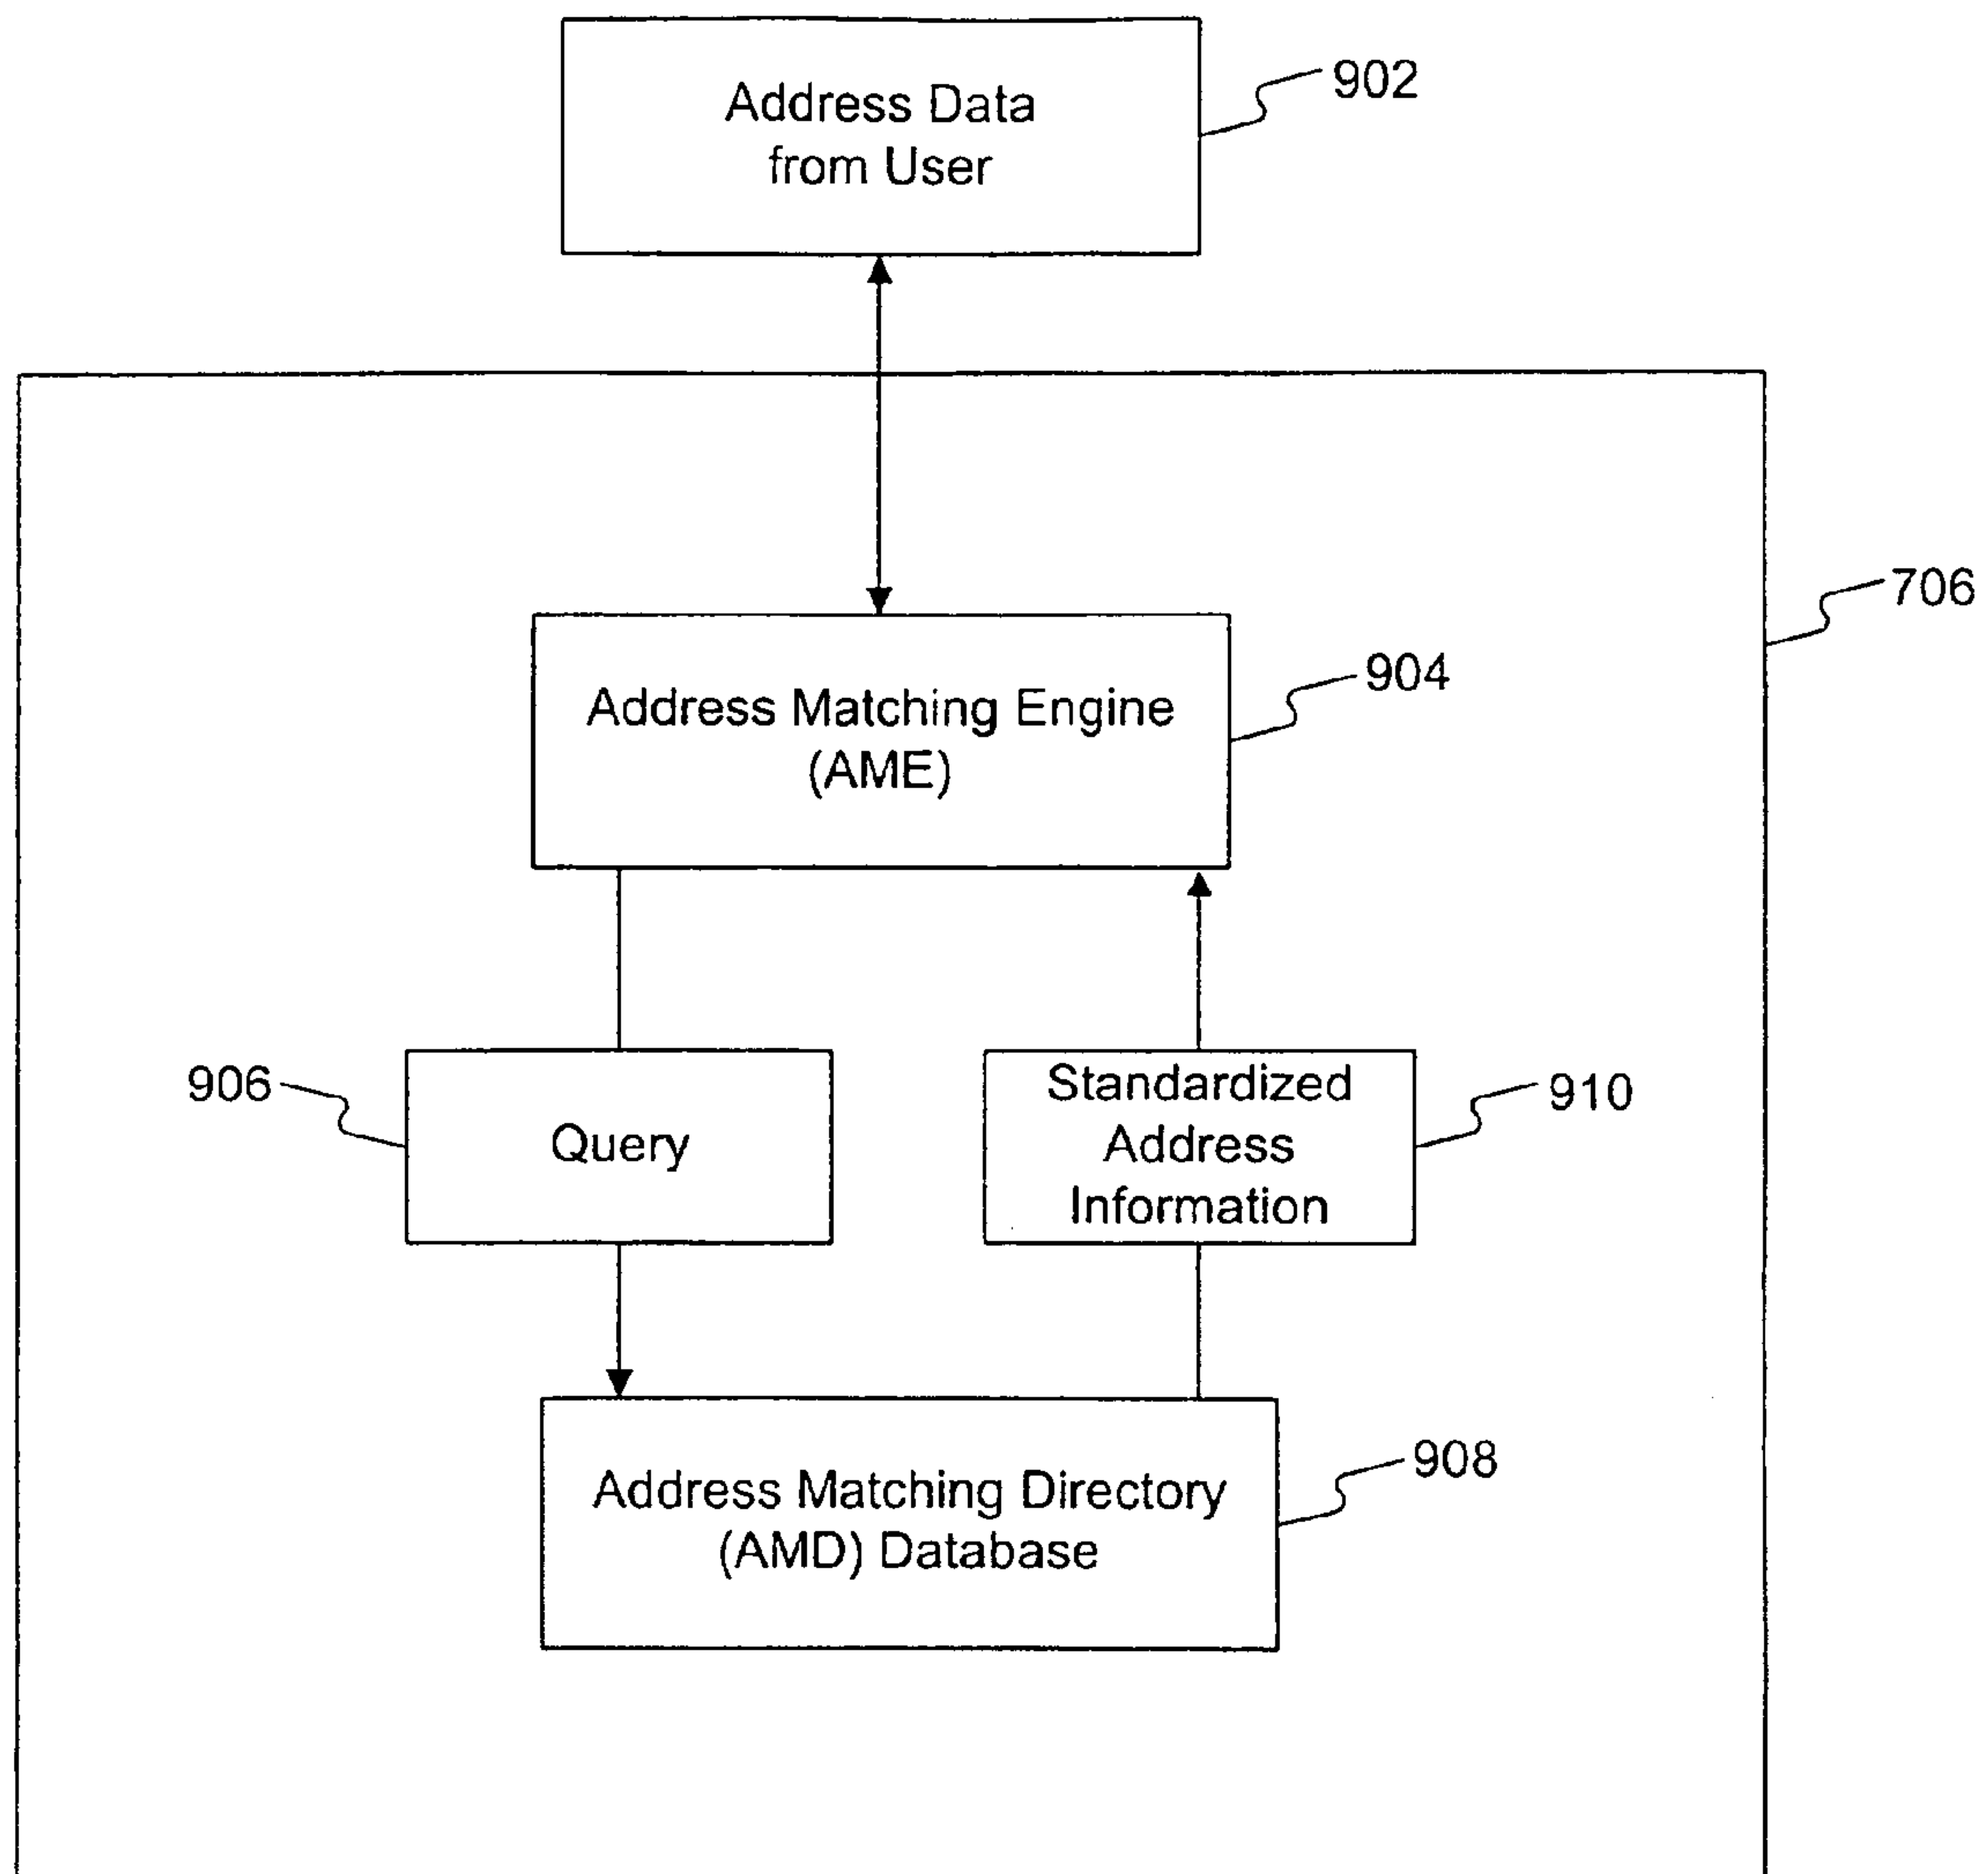 Address Data
from User
902
706
Address Matching Engine
(AME)
904
906
Query
Standardized
Address
Information
910
Address Matching Directory
(AMD) Database
908